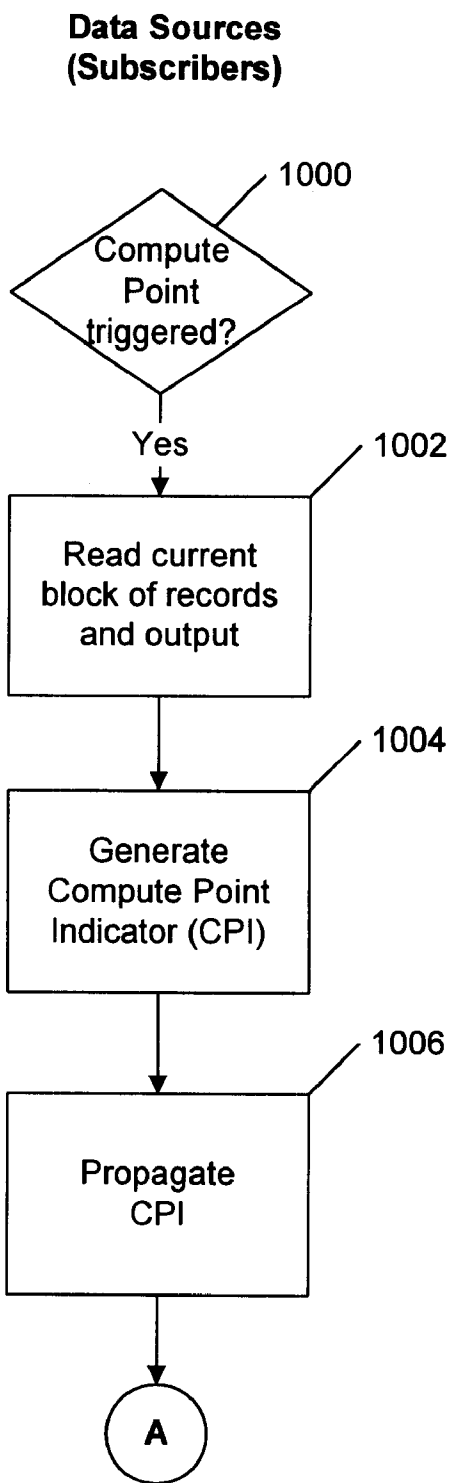 Data Sources
(Subscribers)
1000
Compute
Point
triggered?
Yes
1002
Read current
block of records
and output
1004
Generate
Compute Point
Indicator (CPI)
1006
Propagate
CPI
A